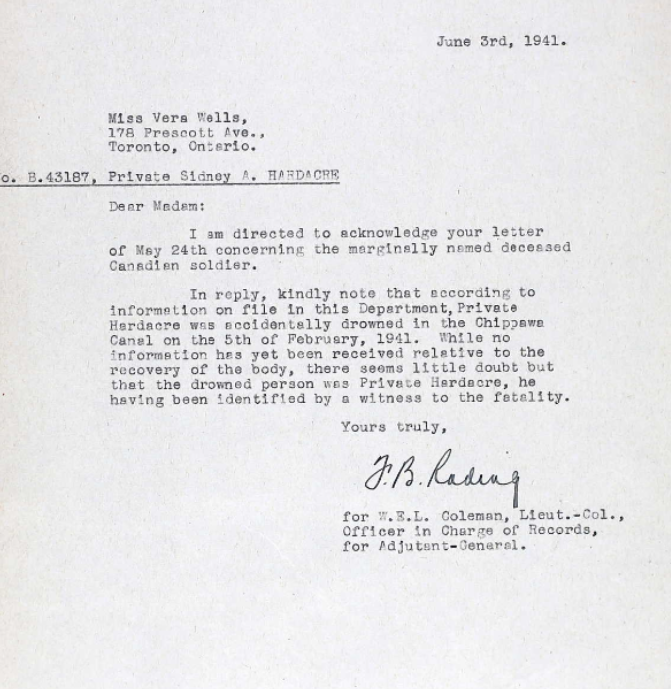 June 3rd, 1941.
Miss Vera Wells,
178 Prescott Ave.,
Toronto, Ontario.
o. B.43187, Private Sidney A. HARDACRE
Dear Madam:
I am directed to acknowledge your letter
of May 24th concerning the marginally named deceased
Canadian soldier.
In reply, kindly note that according to
information on file in this Department, Private
Hardacre was accidentally drowned in the Chippawa
Canal on the 5th of February, 1941. While no
information has yet been received relative to the
recovery of the body, there seems little doubt but
that the drowned person was Private Hardacre, he
having been identified by a witness to the fatality.
Yours truly,
F.B.
for W.E.L. Coleman, Lieut.-Col.,
Officer in Charge of Records,
for Adjutant-General.